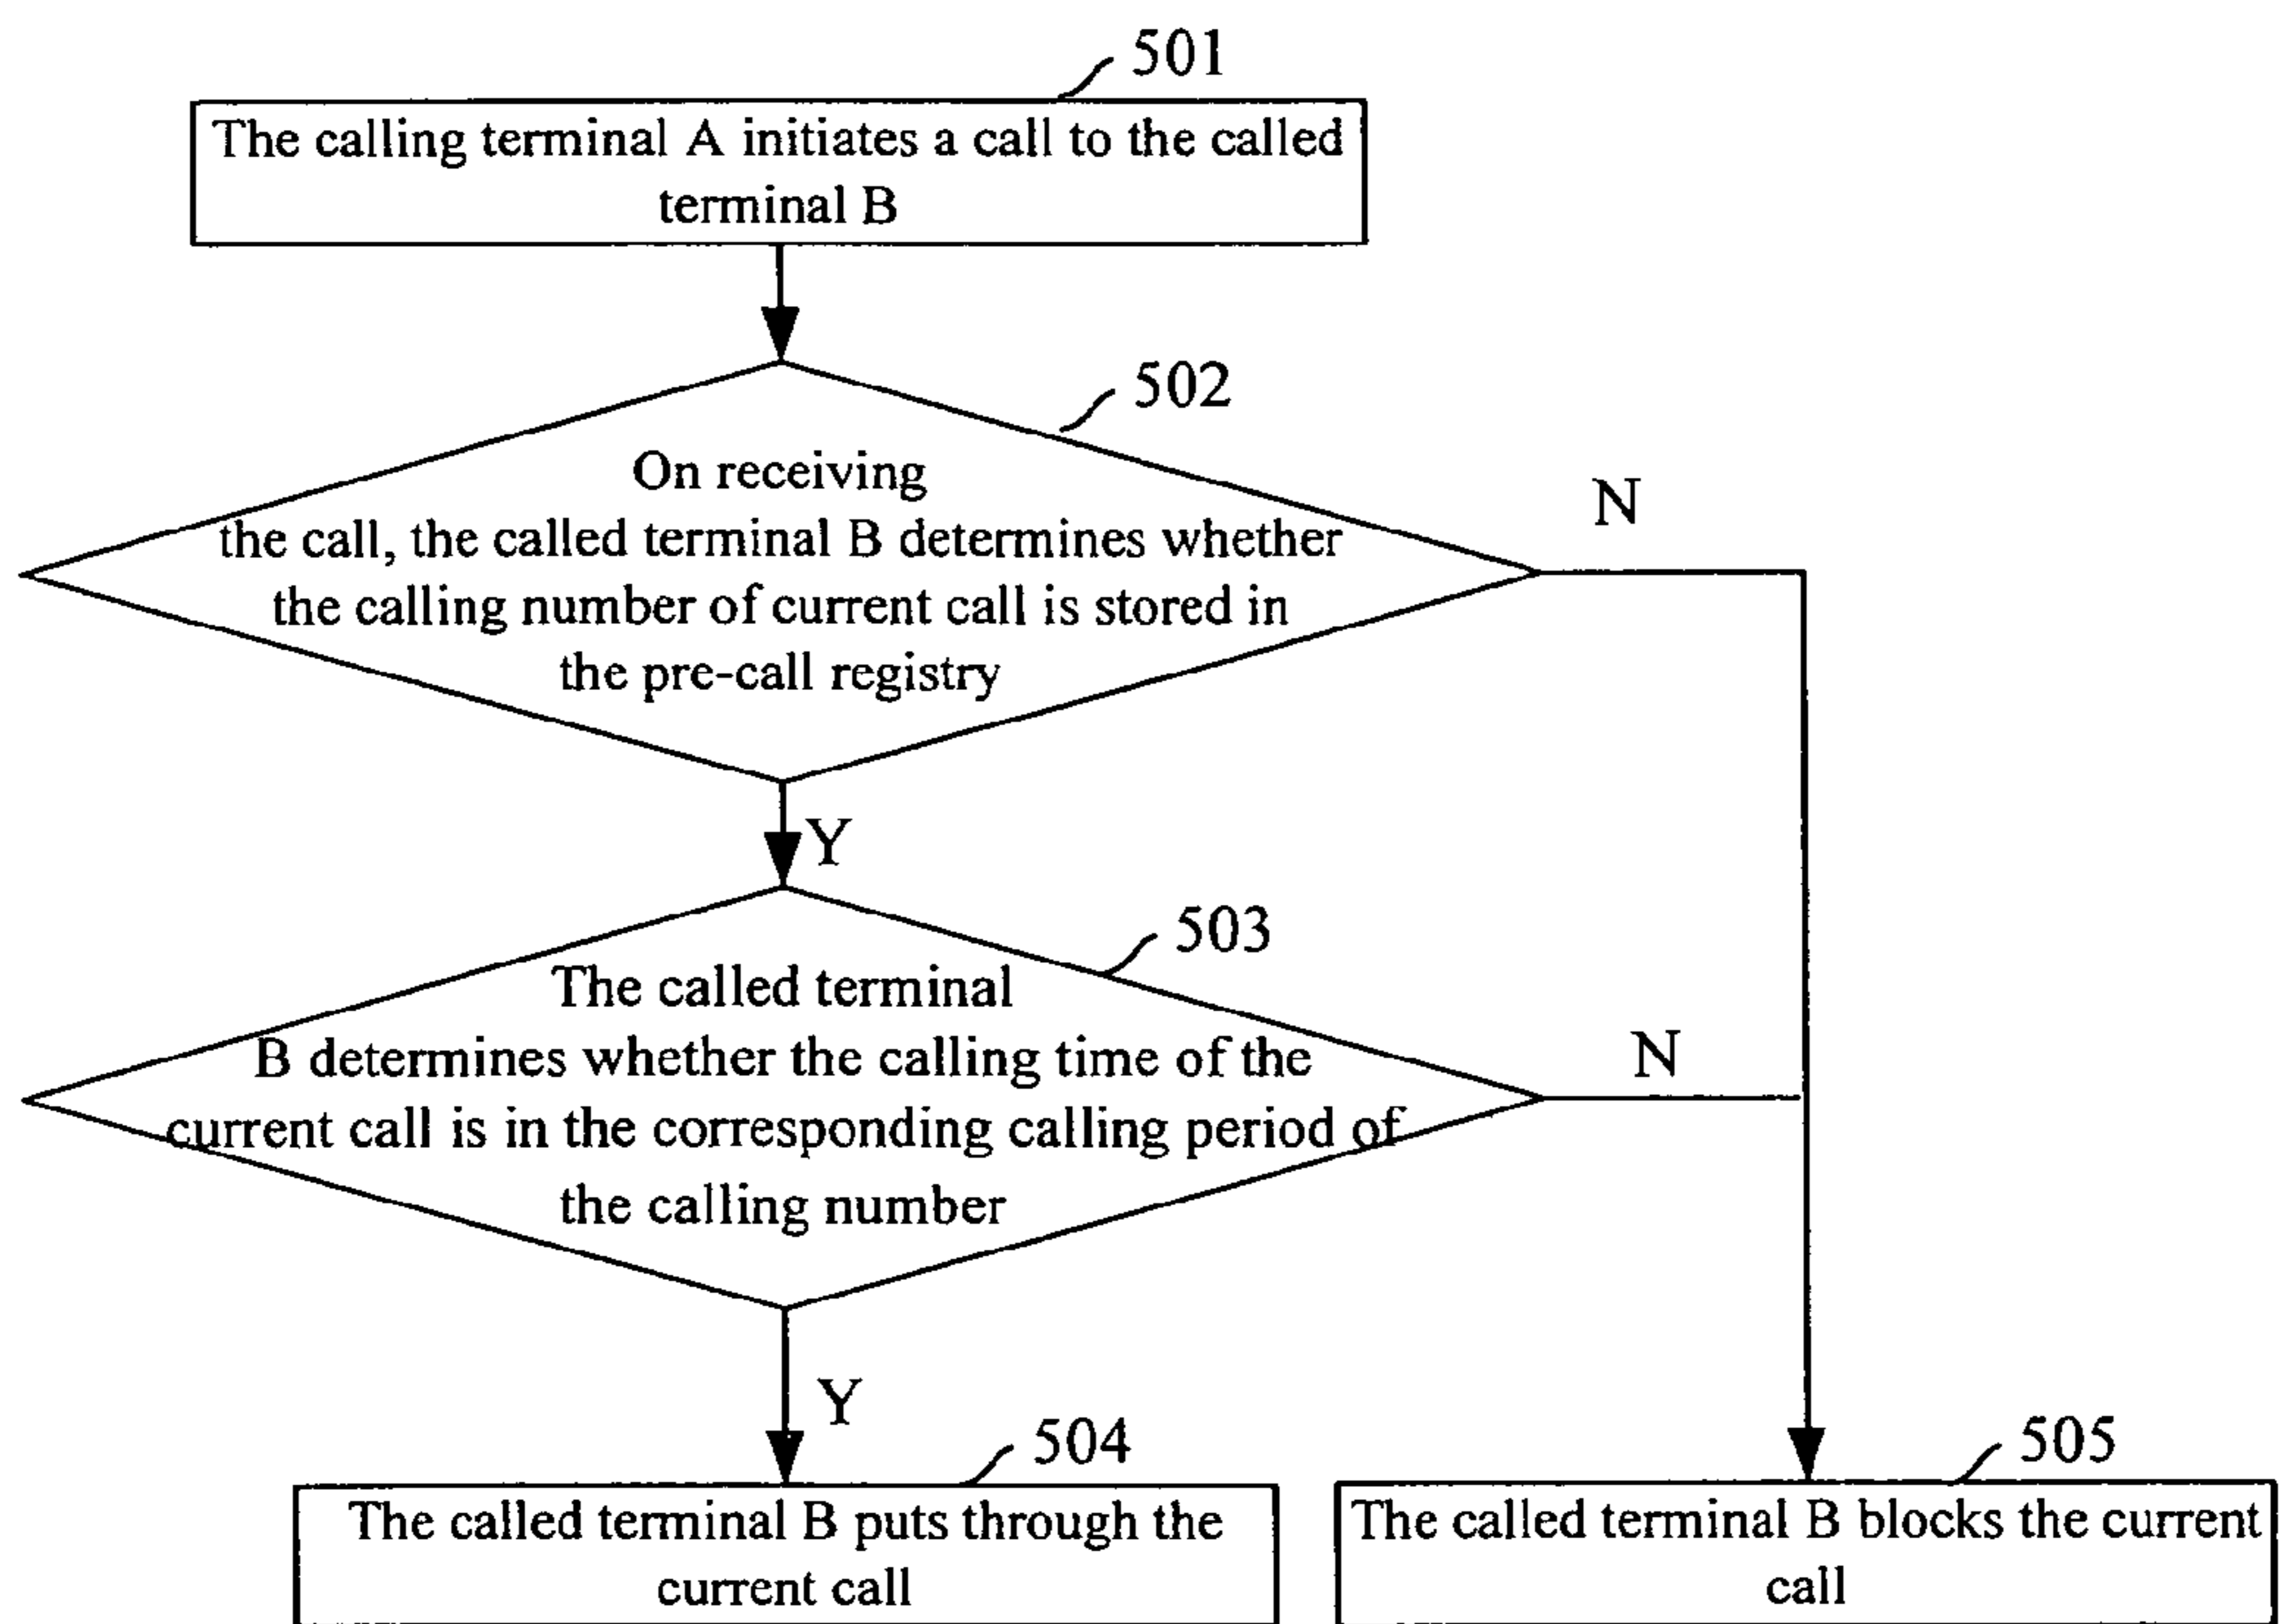 501
The calling terminal A initiates a call to the called
terminal B
502
On receiving
the call, the called terminal B determines whether
the calling number of current call is stored in
the pre-call registry
N
Y
503
The called terminal
B determines whether the calling time of the
current call is in the corresponding calling period of
the calling number
N
Y
504
The called terminal B puts through the
current call
505
The called terminal B blocks the current
call